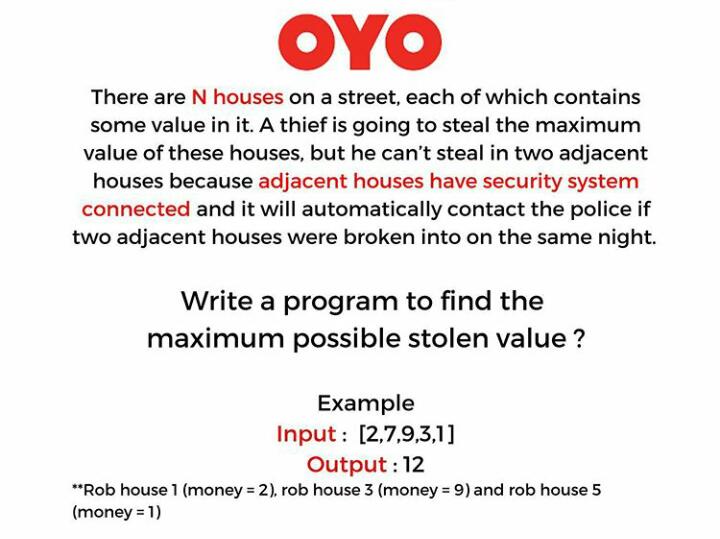 OYO
There are N houses on a street, each of which contains
some value in it. A thief is going to steal the maximum
value of these houses, but he can't steal in two adjacent
houses because adjacent houses have security system
connected and it will automatically contact the police if
two adjacent houses were broken into on the same night.
Write a program to find the
maximum possible stolen value ?
Example
Input : [2,7,9,3,1]
Output : 12
**Rob house 1 (money = 2), rob house 3 (money = 9) and rob house 5
(money = 1)